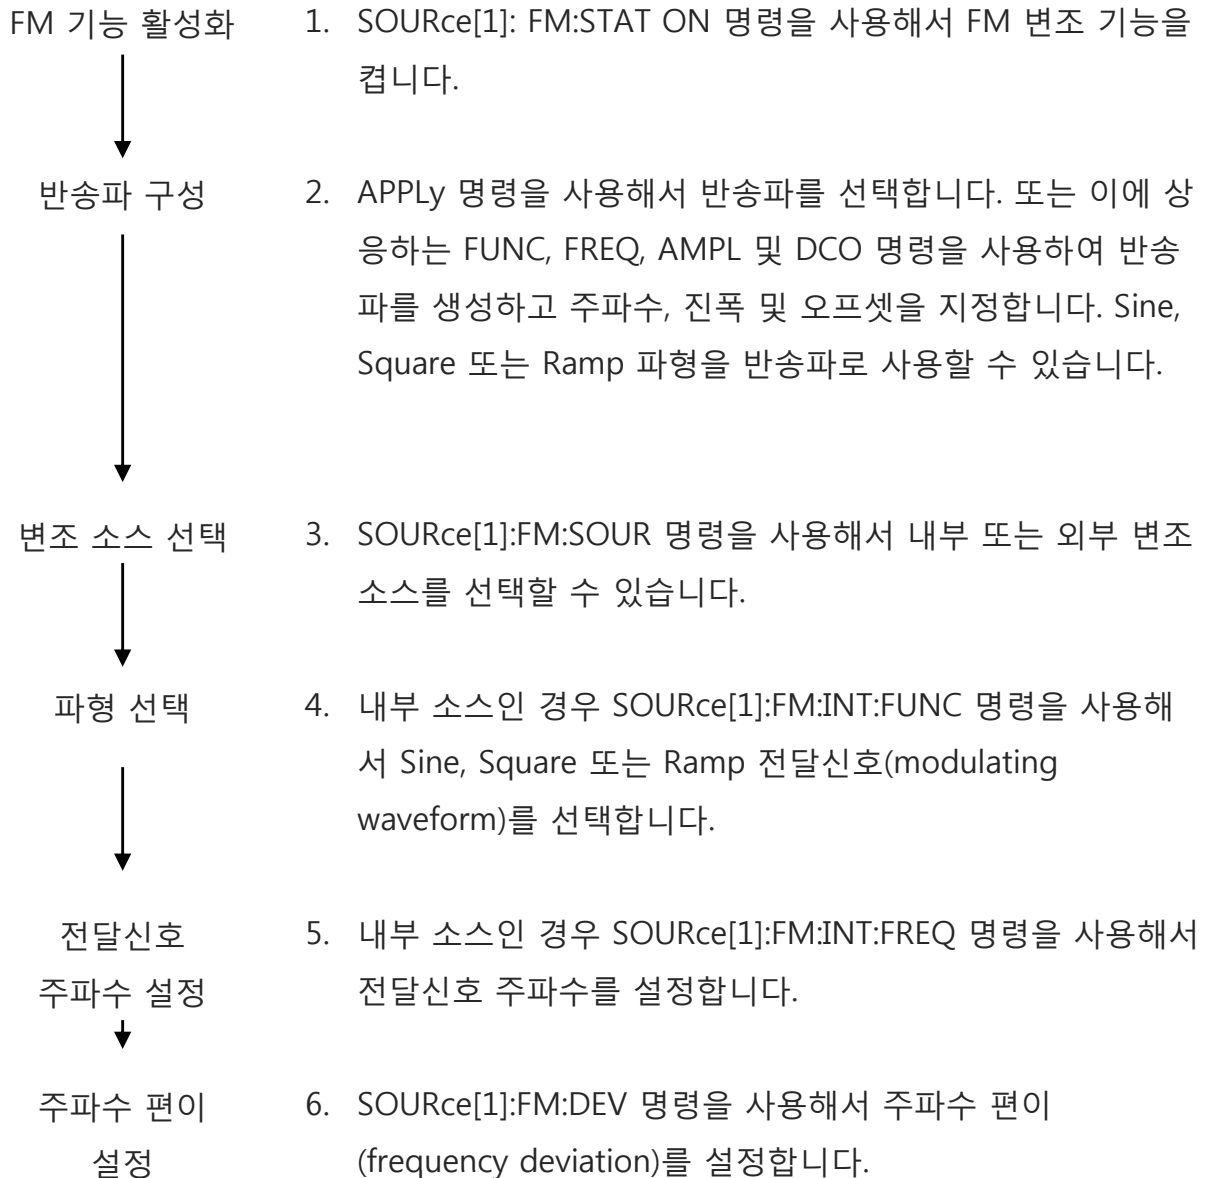 FM 기능 활성화
1. SOURce[1]: FM:STAT ON 명령을 사용해서 FM 변조 기능을
켭니다.
반송파 구성
2. APPLy 명령을 사용해서 반송파를 선택합니다. 또는 이에 상
응하는 FUNC, FREQ, AMPL 및 DCO 명령을 사용하여 반송
파를 생성하고 주파수, 진폭 및 오프셋을 지정합니다. Sine,
Square 또는 Ramp 파형을 반송파로 사용할 수 있습니다.
변조 소스 선택
3. SOURce[1]:FM:SOUR 명령을 사용해서 내부 또는 외부 변조
소스를 선택할 수 있습니다.
파형 선택
4. 내부 소스인 경우 SOURce[1]:FM:INT:FUNC 명령을 사용해
서 Sine, Square 또는 Ramp 전달신호(modulating
waveform)를 선택합니다.
전달신호
주파수 설정
5. 내부 소스인 경우 SOURce[1]:FM:INT:FREQ 명령을 사용해서
전달신호 주파수를 설정합니다.
주파수 편이
설정
6. SOURce[1]:FM:DEV 명령을 사용해서 주파수 편이
(frequency deviation)를 설정합니다.